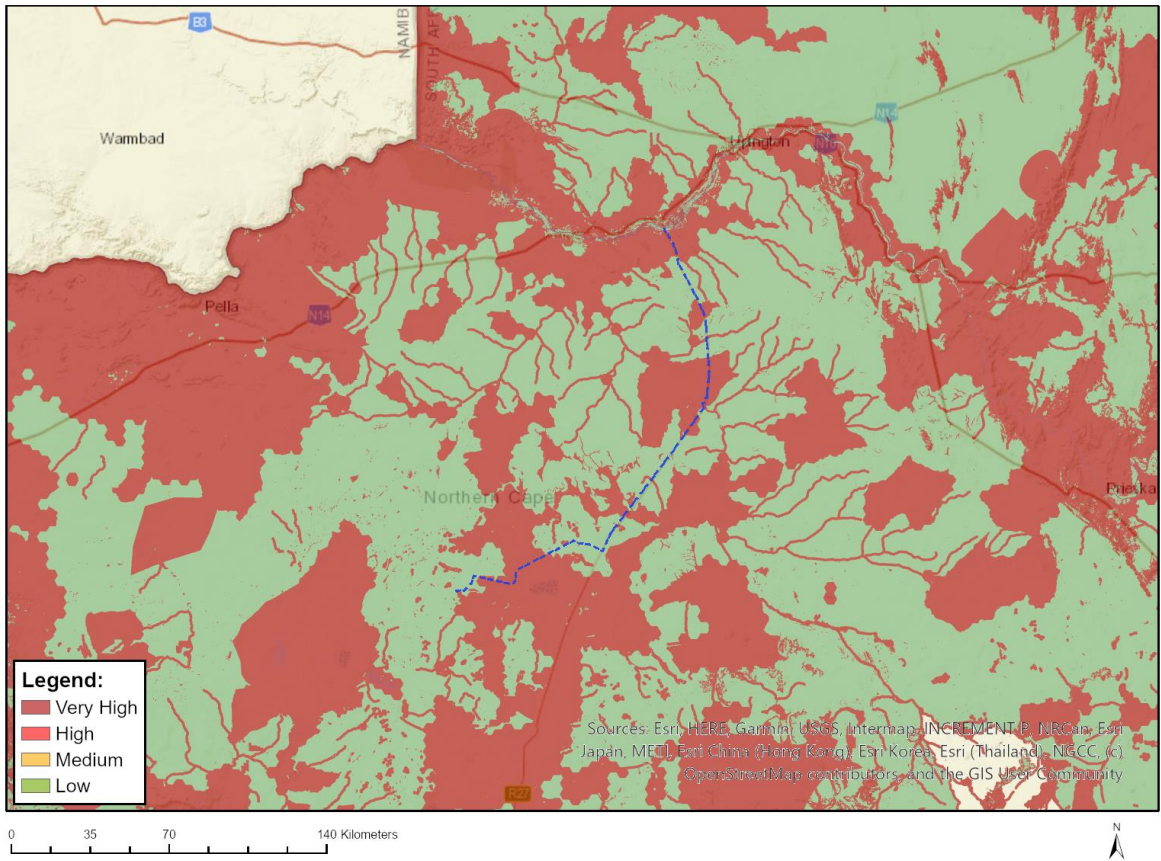 B3
NAMIB
SOUTH AFR
Warmbad
N14
Upington
N10
Pella
N14
Northern Cape
Prieska
Legend:
Very High
High
Medium
Low
Sources: Esri, HERE, Garmin, USGS, Intermap, INCREMENT P, NRCan, Esri
Japan, METI, Esri China (Hong Kong), Esri Korea, Esri (Thailand), NGCC, (c)
OpenStreetMap contributors, and the GIS User Community
R27
0 35 70 140 Kilometers
N